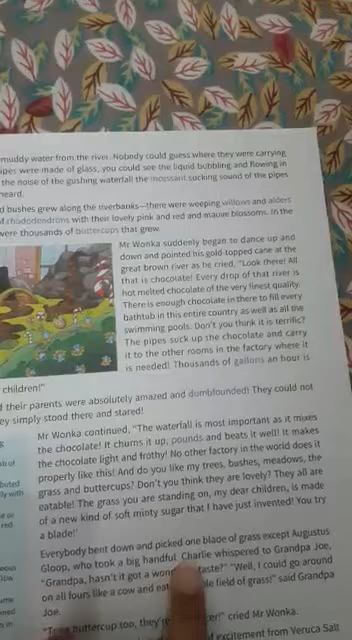 muddy water from the river. Nobody could guess where they were carrying
ipes were made of glass, you could see the liquid bubbling and flowing in
the noise of the gushing waterfall the incessant sucking sound of the pipes
heard.
d bushes grew along the riverbanks—there were weeping willows and alders
of rhododendrons with their lovely pink and red and mauve blossoms. In the
were thousands of buttercups that grew.
Mr Wonka suddenly began to dance up and
down and pointed his gold-topped cane at the
great brown river as he cried, "Look there! All
that is chocolate! Every drop of that river is
hot melted chocolate of the very finest quality.
There is enough chocolate in there to fill every
bathtub in this entire country as well as all the
swimming pools. Don't you think it is terrific?
The pipes suck up the chocolate and carry
it to the other rooms in the factory where it
is needed! Thousands of gallons an hour is
children!"
d their parents were absolutely amazed and dumbfounded! They could not
ey simply stood there and stared!
Mr Wonka continued, "The waterfall is most important as it mixes
the chocolate! It churns it up, pounds and beats it well! It makes
the chocolate light and frothy! No other factory in the world does it
properly like this! And do you like my trees, bushes, meadows, the
grass and buttercups? Don't you think they are lovely? They all are
eatable! The grass you are standing on, my dear children, is made
of a new kind of soft minty sugar that I have just invented! You try
a blade!'
Everybody bent down and picked one blade of grass except Augustus
Gloop, who took a big handful. Charlie whispered to Grandpa Joe,
"Grandpa, hasn't it got a taste?" "Well, I could go around
on all fours like a cow and eat field of grass!" said Grandpa
Joe.
buttercup too, cried Mr Wonka.
excitement from Veruca Salt